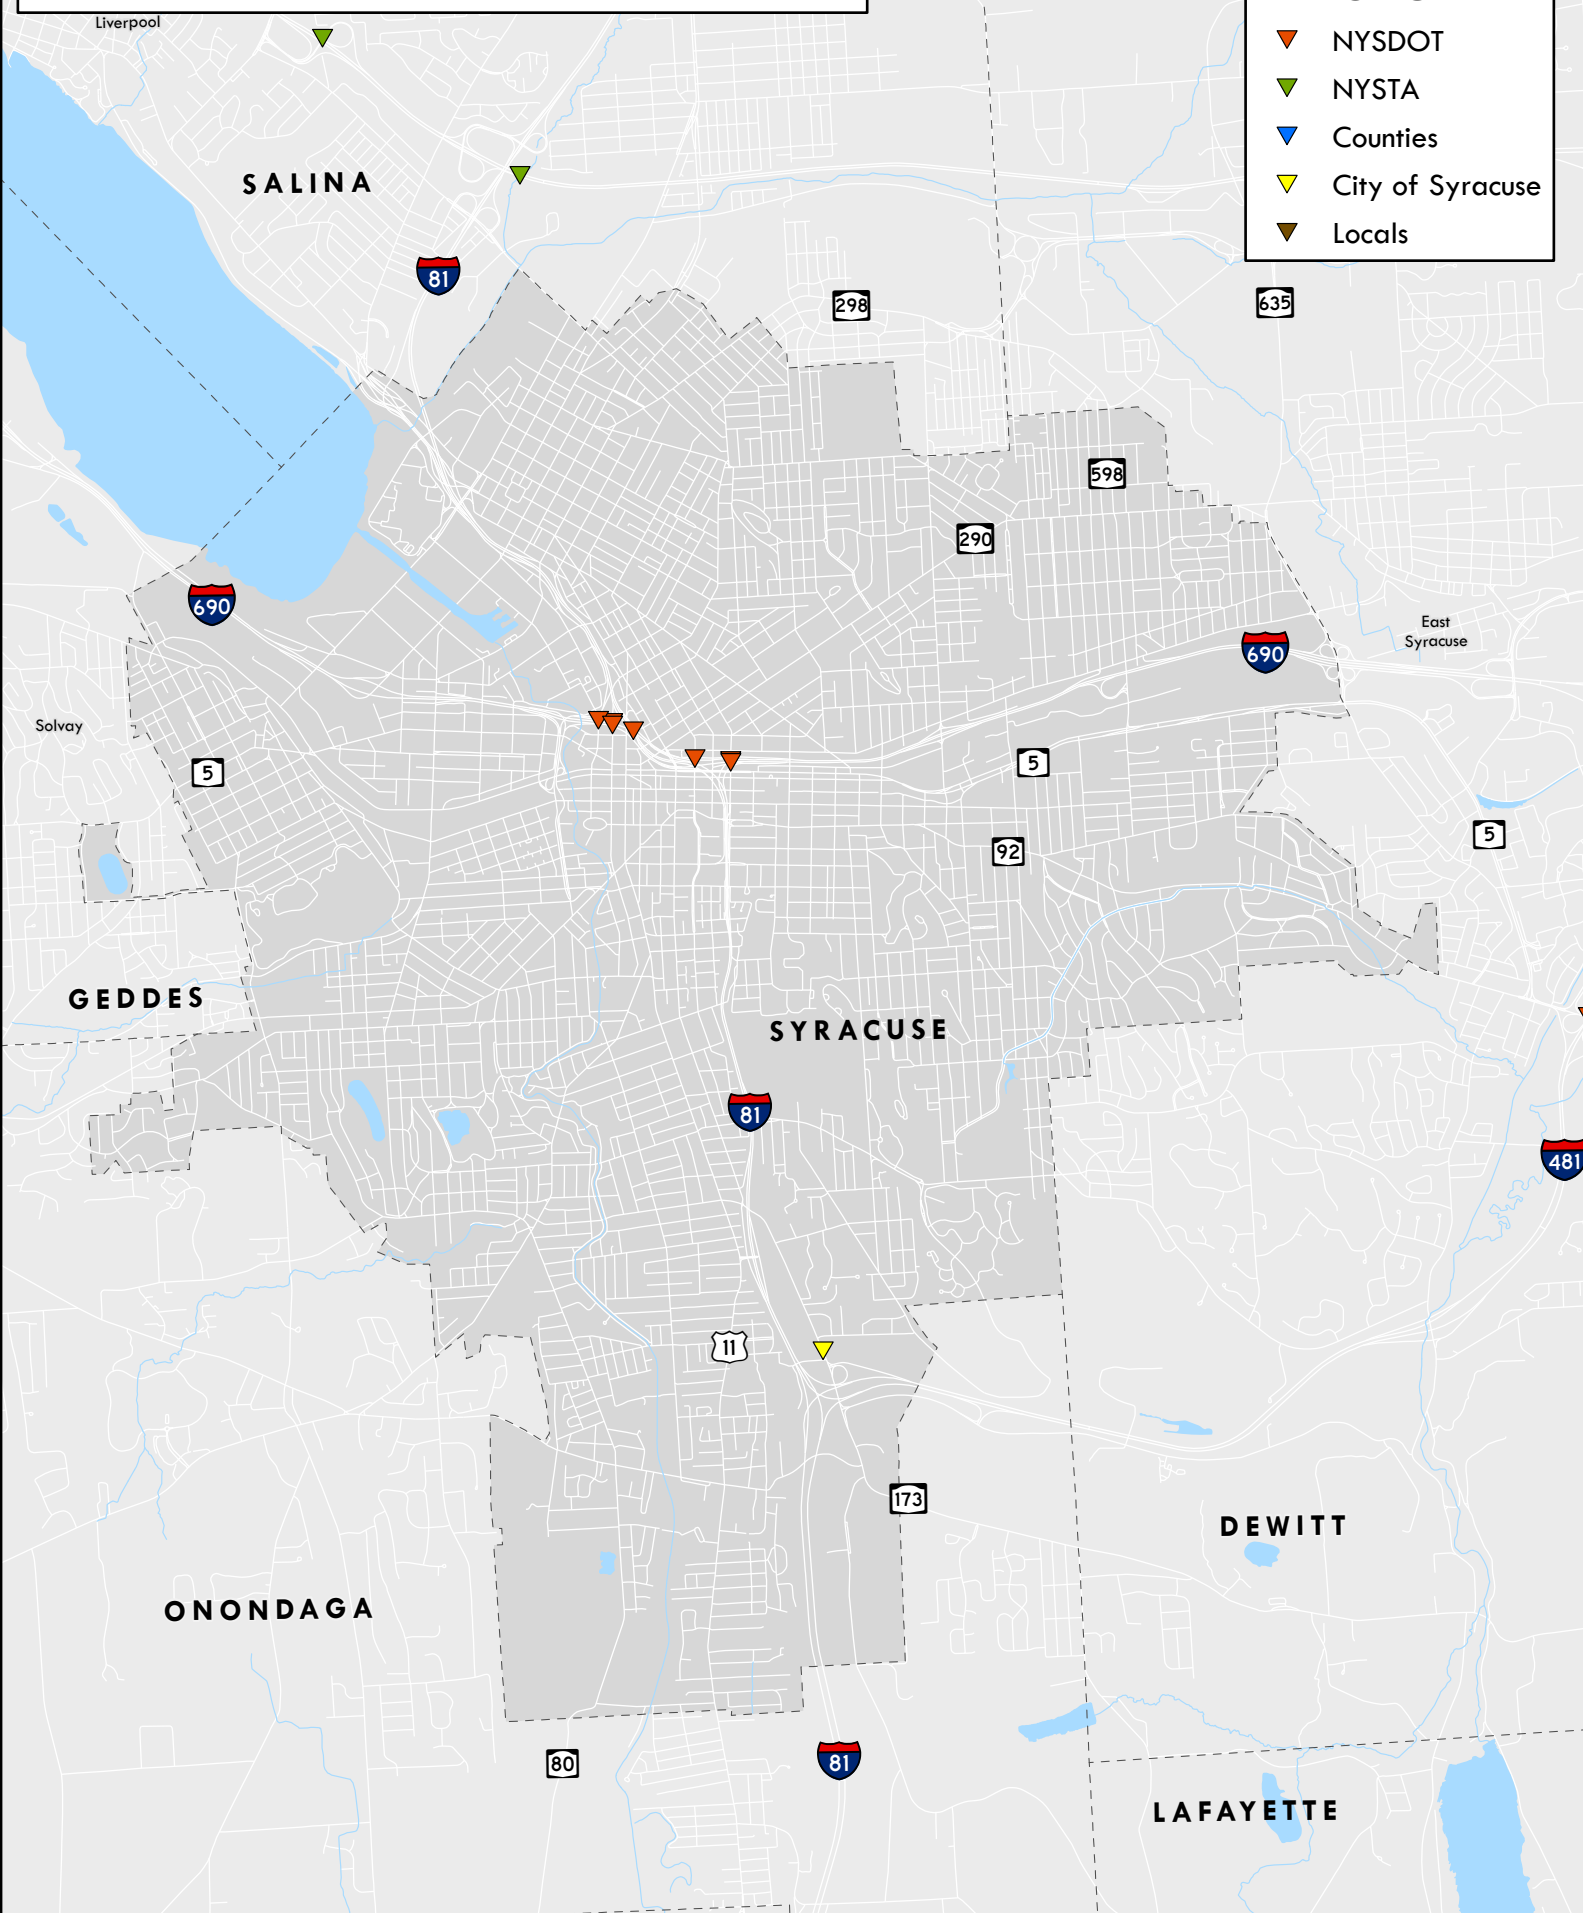 Liverpool
NYSDOT
NYSTA
Counties
City of Syracuse
Locals
SALINA
81
298
635
598
290
690
East
Syracuse
690
Solvay
5
5
5
92
GEDDES
SYRACUSE
81
481
11
173
DEWITT
ONONDAGA
80
81
LAFAYETTE